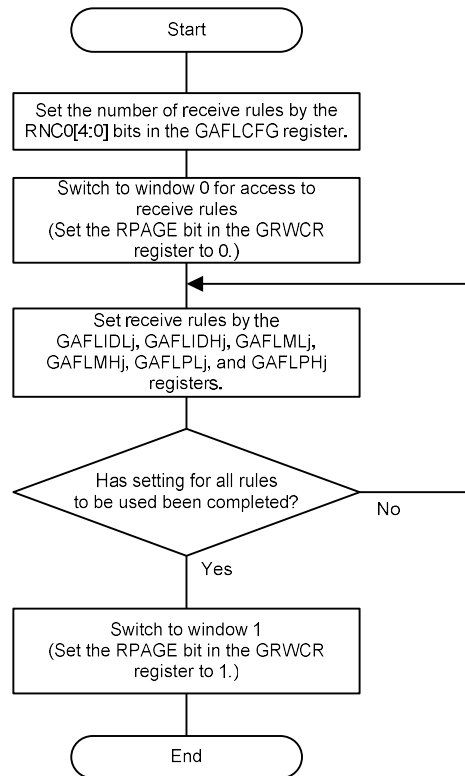 Start
Set the number of receive rules by the
RNC0[4:0] bits in the GAFLCFG register.
Switch to window 0 for access to
receive rules
(Set the RPAGE bit in the GRWCR
register to 0.)
Set receive rules by the
GAFLIDLj, GAFLIDHj, GAFLMLj,
GAFLMHj, GAFLPLj, and GAFLPHj
registers.
Has setting for all rules
to be used been completed?
No
Yes
Switch to window 1
(Set the RPAGE bit in the GRWCR
register to 1.)
End